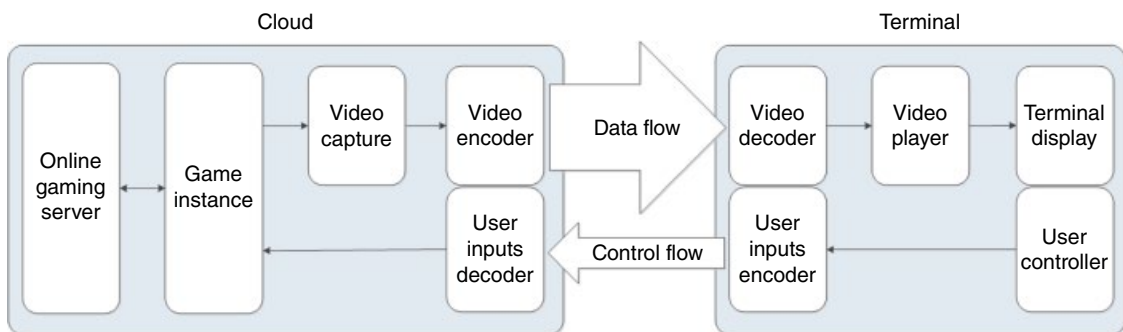 Cloud
Terminal
Online
gaming
server
Game
instance
Video
capture
Video
encoder
Data flow
Video
decoder
Video
player
Terminal
display
User
inputs
decoder
Control flow
User
inputs
encoder
User
controller